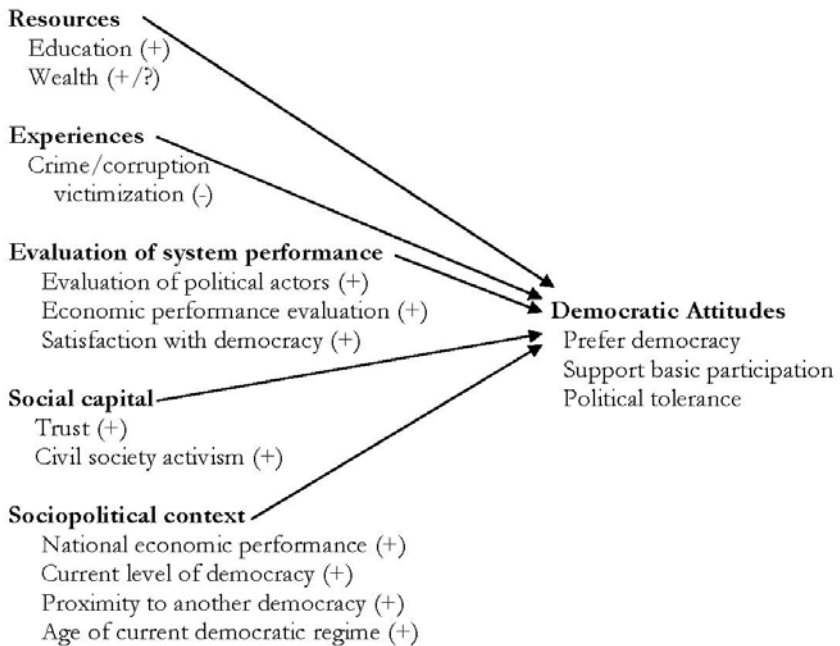 Resources
Education (+)
Wealth (+/?)
Experiences
Crime/corruption
victimization (-)
Evaluation of system performance
Evaluation of political actors (+)
Economic performance evaluation (+)
Satisfaction with democracy (+)
Democratic Attitudes
Prefer democracy
Support basic participation
Political tolerance
Social capital
Trust (+)
Civil society activism (+)
Sociopolitical context
National economic performance (+)
Current level of democracy (+)
Proximity to another democracy (+)
Age of current democratic regime (+)